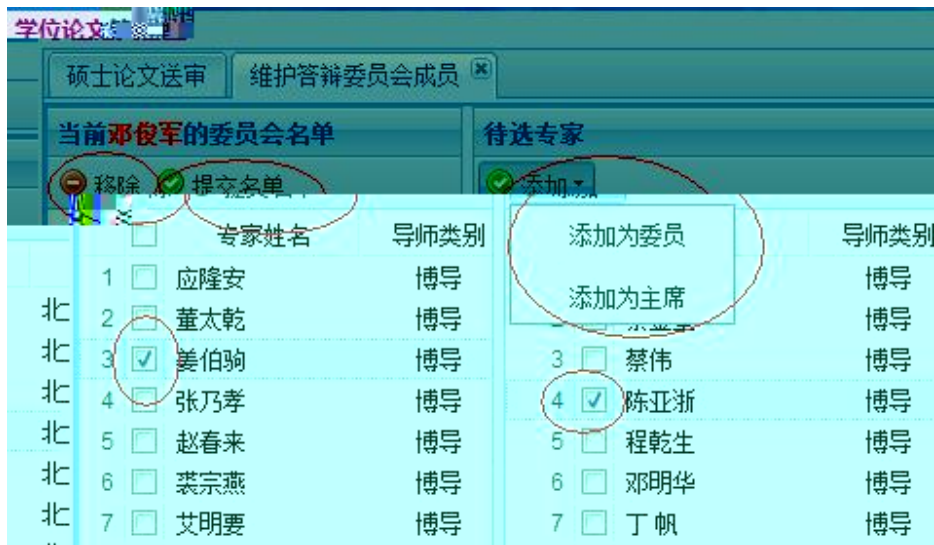 学位论文
硕士论文送审 维护答辩委员会成员
当前邓俊军的委员会名单 待选专家
移除 提交名单 添加
专家姓名 导师类别 添加为委员 导师类别
1 应隆安 博导 添加为主席 博导
北 2 董太乾 博导 博导
北 3 姜伯驹 博导 3 蔡伟 博导
北 4 张乃孝 博导 4 陈亚浙 博导
北 5 赵春来 博导 5 程乾生 博导
北 6 裘宗燕 博导 6 邓明华 博导
北 7 艾明要 博导 7 丁帆 博导